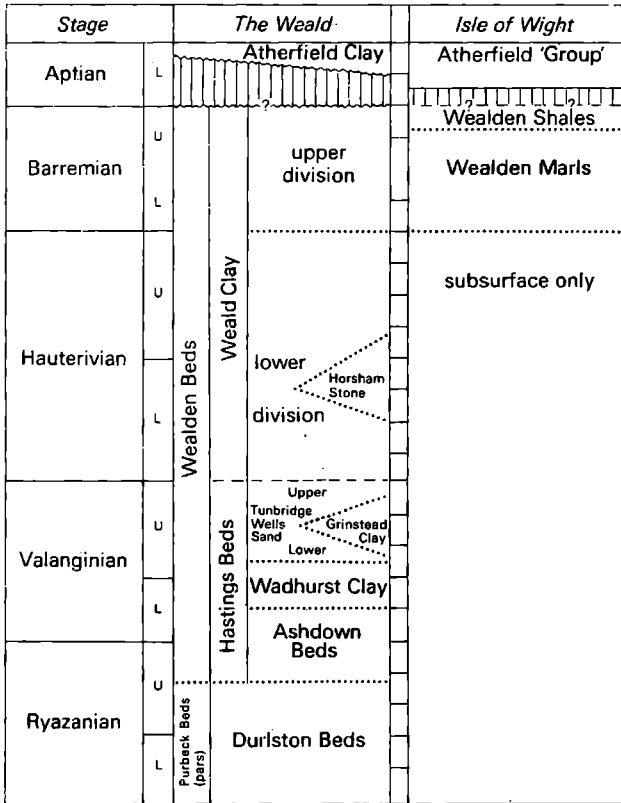 Stage
The Weald
Isle of Wight
Aptian
L
Atherfield Clay
Atherfield 'Group'
?
?
?
Wealden Shales
Barremian
U
L
upper
division
Wealden Marls
Wealden Beds
Weald Clay
subsurface only
Hauterivian
U
L
lower
division
Horsham
Stone
Valanginian
U
L
Hastings Beds
Upper
Tunbridge
Wells
Sand
Grinstead
Clay
Lower
Wadhurst Clay
Ashdown
Beds
Ryazanian
U
L
Purbeck Beds
(pars)
Durlston Beds